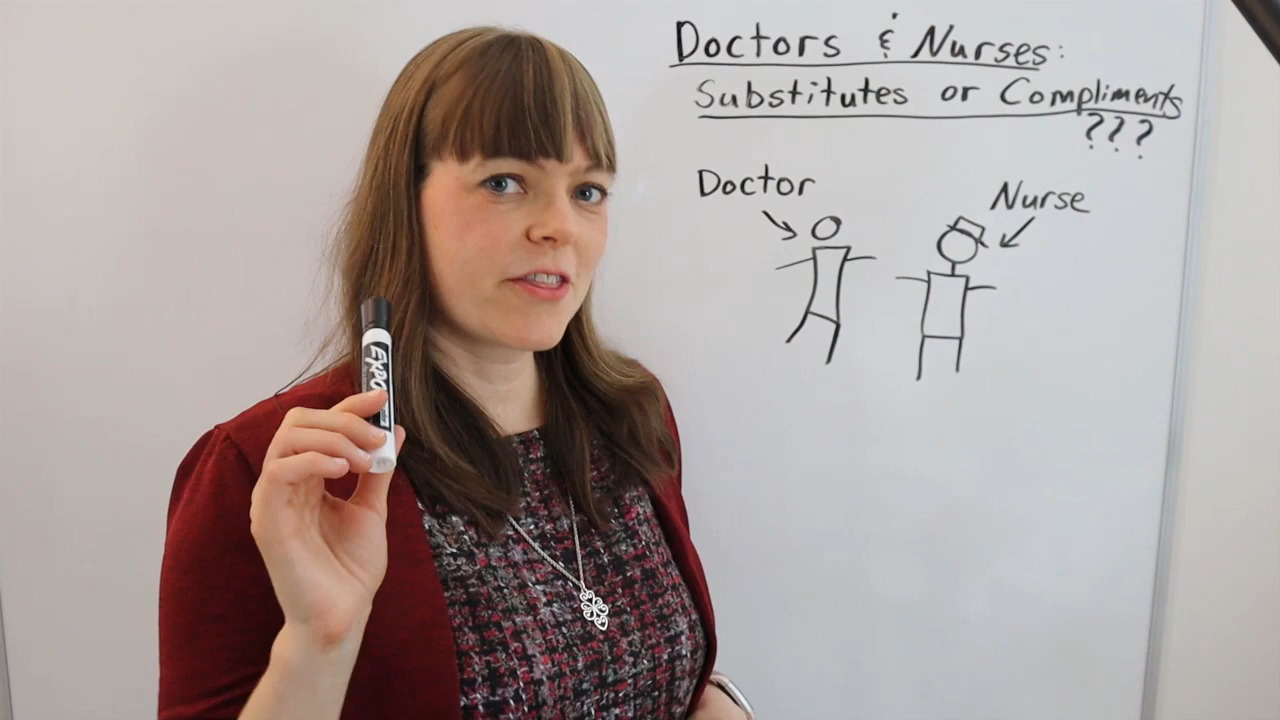 Doctors & Nurses:
Substitutes or Compliments
???
Doctor
Nurse
EXPO